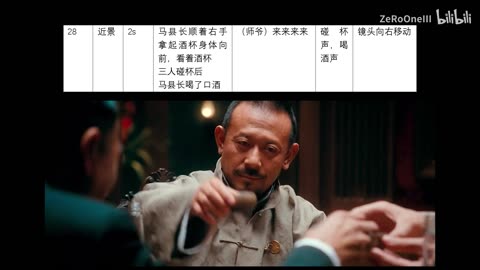 ZeRoOneIII bilibili
28 近景 2s 马县长顺着右手 （师爷）来来来来 碰杯 镜头向右移动
拿起酒杯身体向 声，喝
前，看着酒杯 酒声
三人碰杯后
马县长喝了口酒